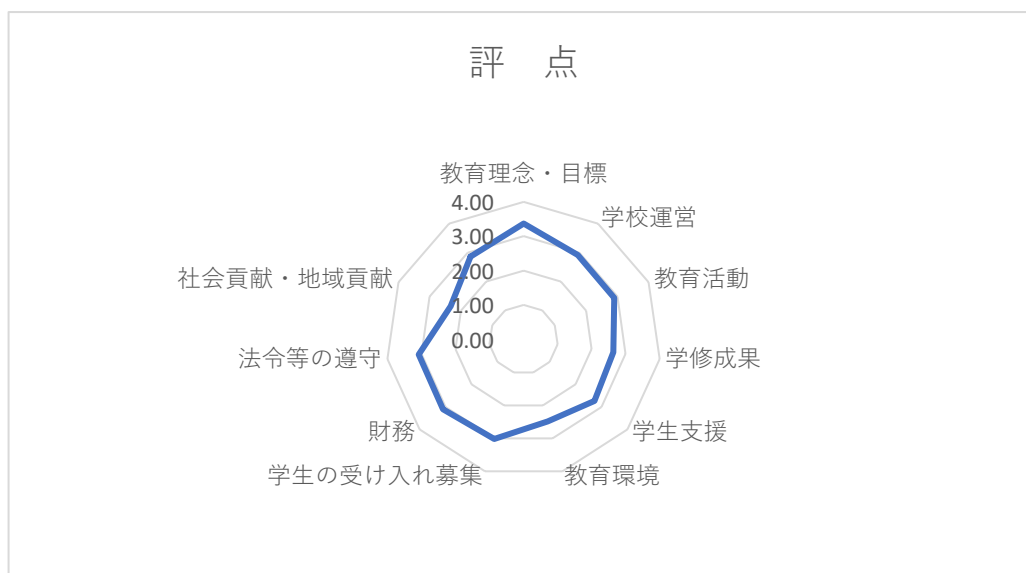 評 点
教育理念・目標
学校運営
教育活動
学修成果
学生支援
教育環境
学生の受け入れ募集
財務
法令等の遵守
社会貢献・地域貢献
4.00
3.00
2.00
1.00
0.00